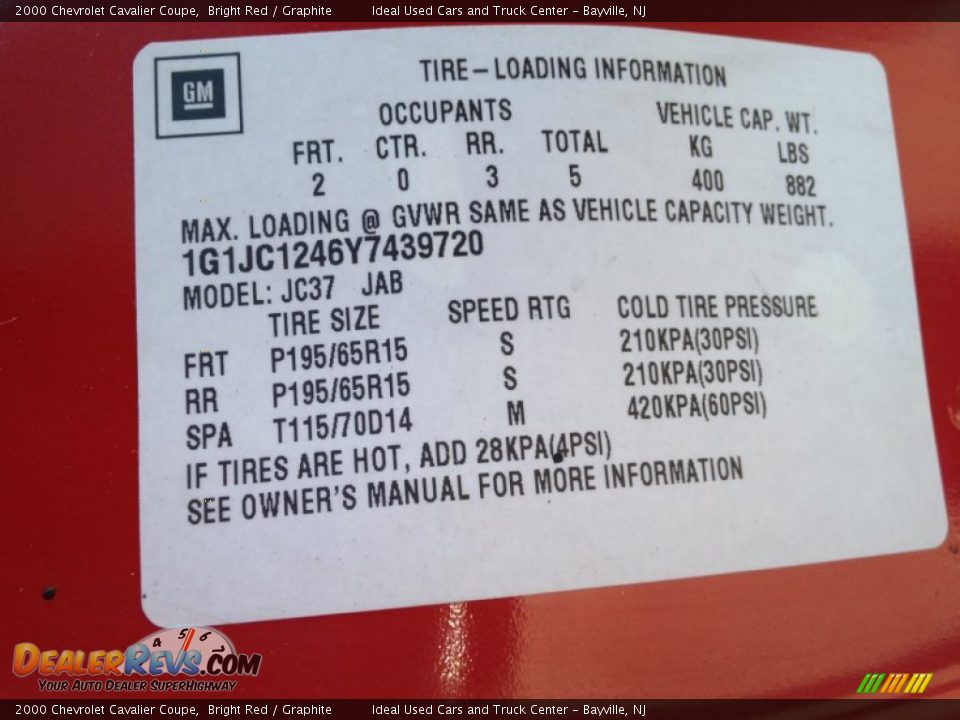 2000 Chevrolet Cavalier Coupe, Bright Red / Graphite Ideal Used Cars and Truck Center - Bayville, NJ
GM
TIRE-LOADING INFORMATION
OCCUPANTS VEHICLE CAP. WT.
FRT. CTR. RR. TOTAL KG LBS
2 0 3 5 400 882
MAX. LOADING @ GVWR SAME AS VEHICLE CAPACITY WEIGHT.
1G1JC1246Y7439720
MODEL: JC37 JAB
TIRE SIZE SPEED RTG COLD TIRE PRESSURE
FRT P195/65R15 S 210KPA(30PSI)
RR P195/65R15 S 210KPA(30PSI)
SPA T115/70D14 M 420KPA(60PSI)
IF TIRES ARE HOT, ADD 28KPA(4PSI)
SEE OWNER'S MANUAL FOR MORE INFORMATION
4 5 6
DEALERREVS.COM
YOUR AUTO DEALER SUPERHIGHWAY
2000 Chevrolet Cavalier Coupe, Bright Red / Graphite Ideal Used Cars and Truck Center - Bayville, NJ